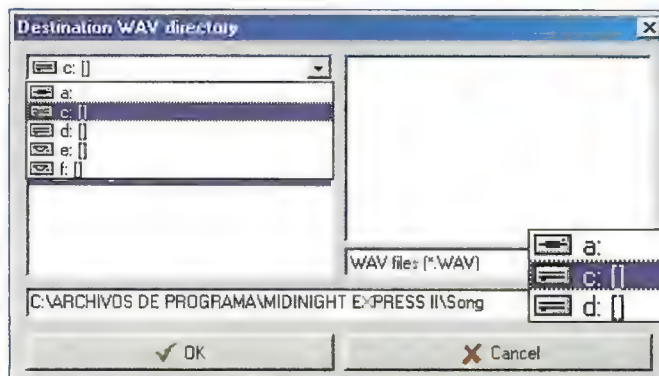 Destination WAV directory
c: []
a:
c: []
d: []
e: []
f: []
WAV files (*.WAV)
C:\ARCHIVOS DE PROGRAMA\MIDINIGHT EXPRESS II\Song
a:
c: []
d: []
OK
Cancel